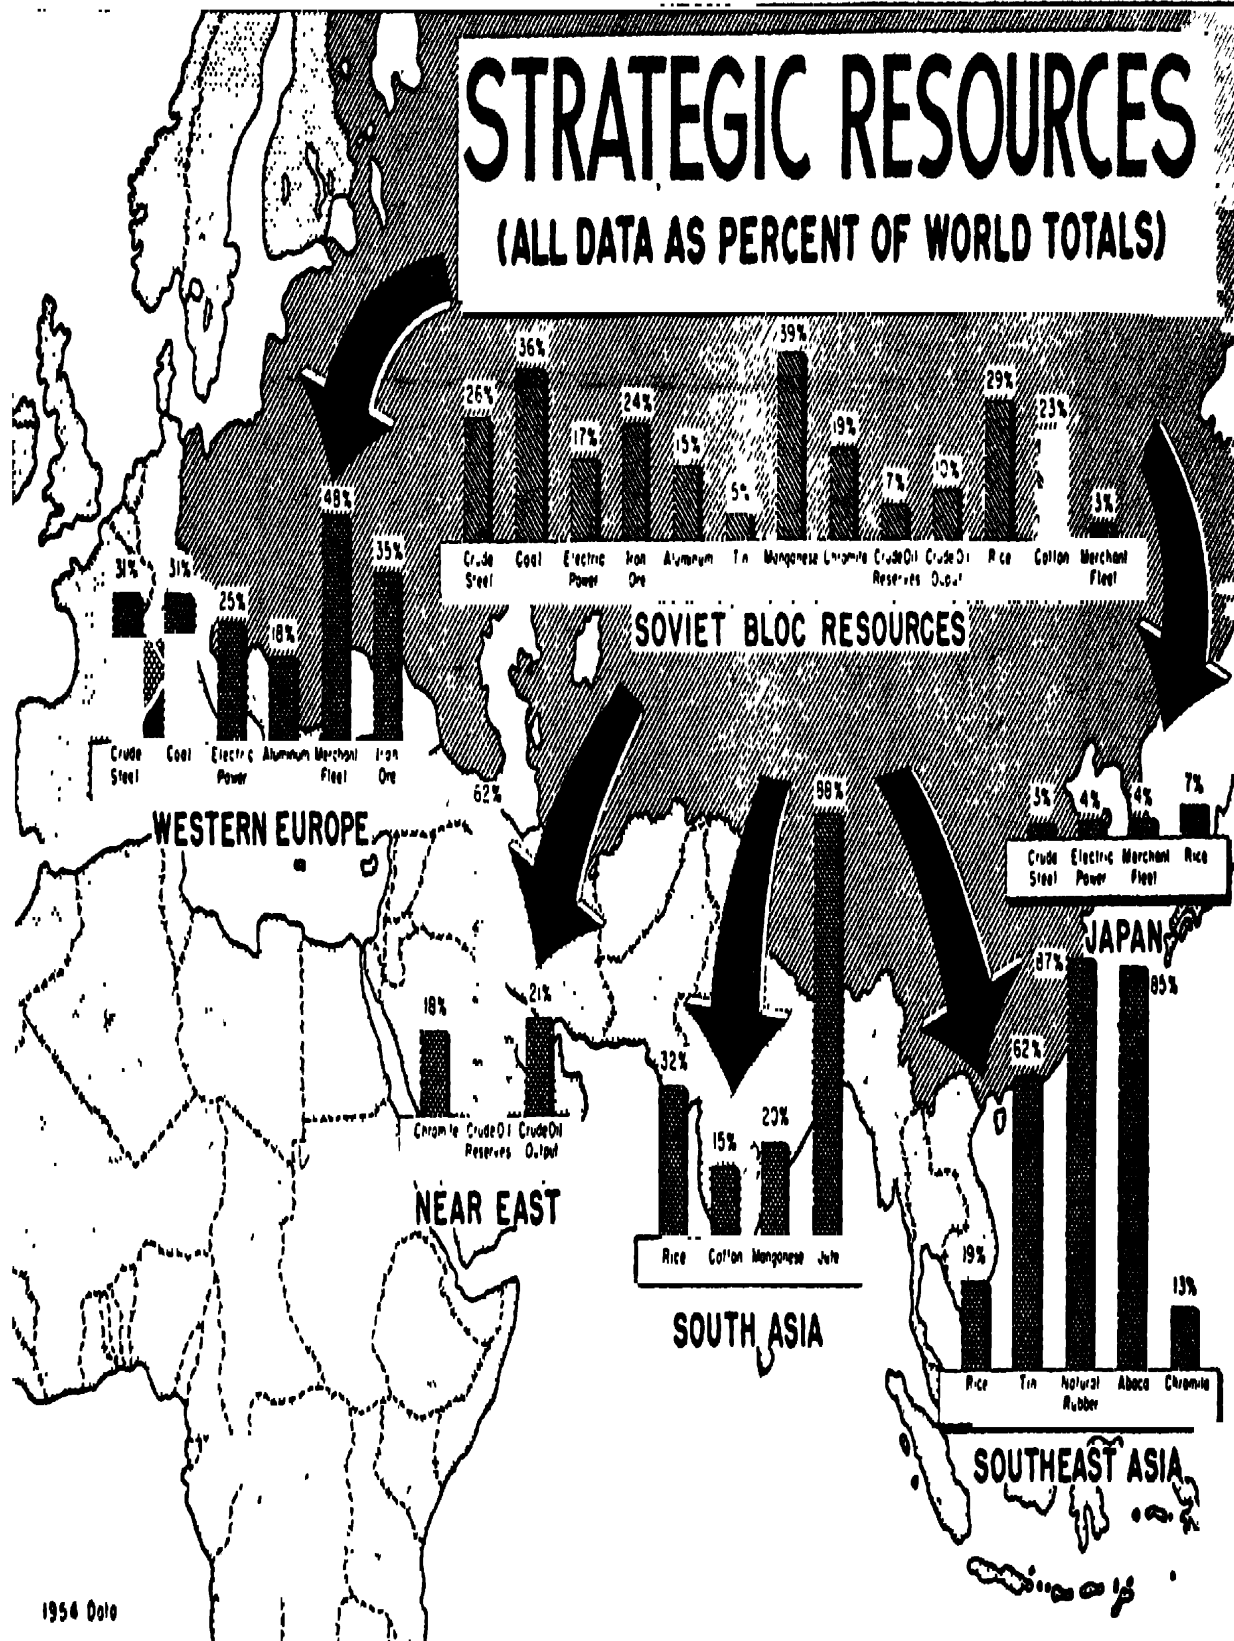 STRATEGIC RESOURCES
(ALL DATA AS PERCENT OF WORLD TOTALS)
26% 36% 17% 24% 15% 5% 39% 19% 7% 10% 29% 23% 3%
Crude Steel
Coal
Electric Power
Iron Ore
Aluminum
Tin
Manganese
Chromite
Crude Oil Reserves
Crude Oil Output
Rice
Cotton
Merchant Fleet
SOVIET BLOC RESOURCES
31% 31% 25% 18% 48% 35%
Crude Steel
Coal
Electric Power
Aluminum
Merchant Fleet
Iron Ore
WESTERN EUROPE
18% 62% 21%
Chromite
Crude Oil Reserves
Crude Oil Output
NEAR EAST
32% 15% 20% 88%
Rice
Cotton
Manganese
Jute
SOUTH ASIA
3% 4% 4% 7%
Crude Steel
Electric Power
Merchant Fleet
Rice
JAPAN
19% 62% 87% 85% 13%
Rice
Tin
Natural Rubber
Abaca
Chromite
SOUTHEAST ASIA
1954 Data